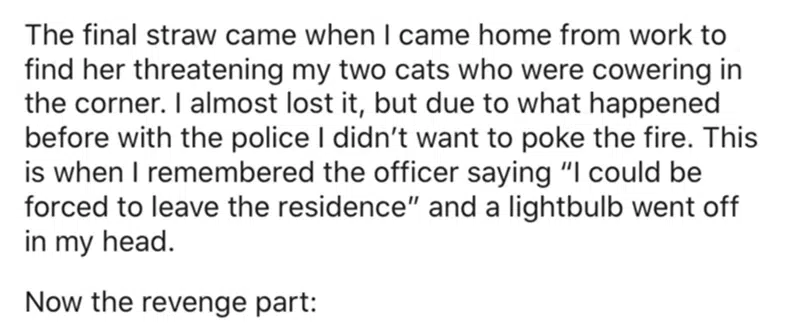 The final straw came when I came home from work to
find her threatening my two cats who were cowering in
the corner. I almost lost it, but due to what happened
before with the police I didn’t want to poke the fire. This
is when I remembered the officer saying “I could be
forced to leave the residence” and a lightbulb went off
in my head.
Now the revenge part: